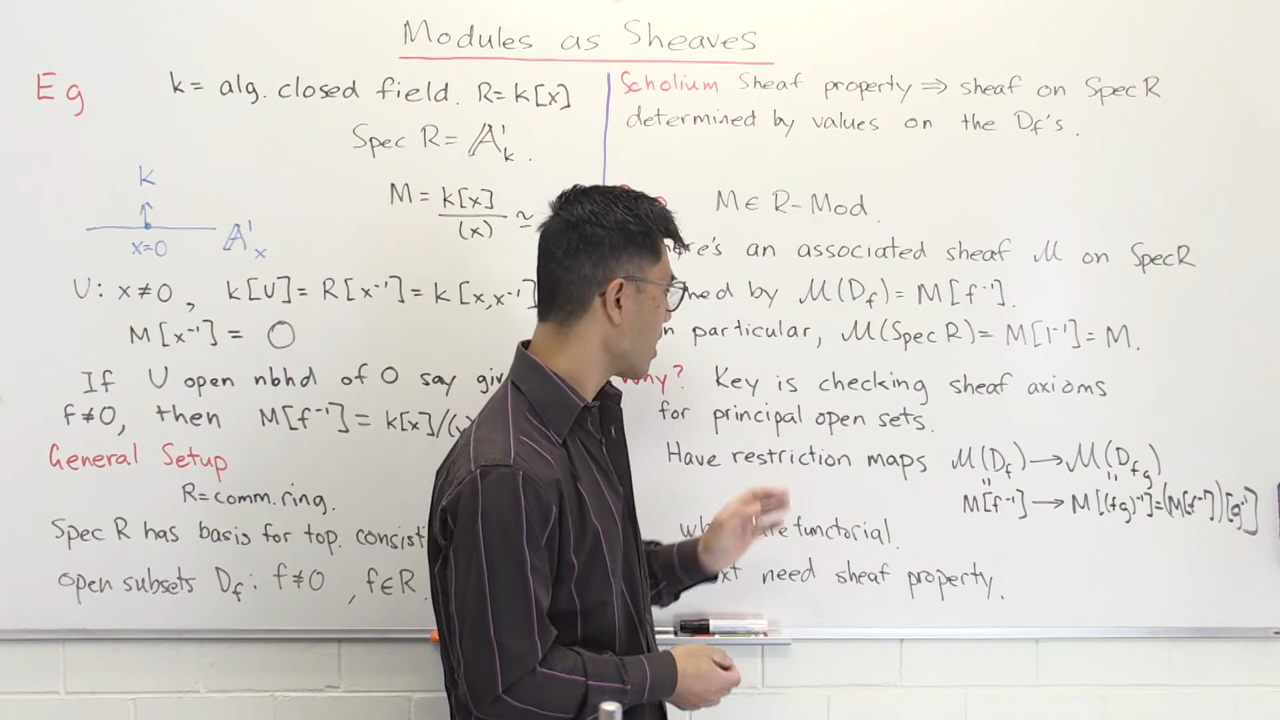 Modules as Sheaves
Eg
k = alg. closed field. R = k[x]
Spec R = 𝔸¹ₖ.
k
x=0
𝔸¹ₓ
M = k[x]/(x) ≃
U: x≠0, k[U] = R[x⁻¹] = k[x,x⁻¹]
M[x⁻¹] = 0
If U open nbhd of 0 say
f≠0, then M[f⁻¹] = k[x]/(x)
General Setup
R = comm. ring.
Spec R has basis for top.
open subsets D_f : f≠0, f∈R.
Scholium Sheaf property ⇒ sheaf on Spec R
determined by values on the D_f's.
M ∈ R-Mod.
an associated sheaf ℳ on Spec R
by ℳ(D_f) = M[f⁻¹].
particular, ℳ(Spec R) = M[1⁻¹] = M.
Why? Key is checking sheaf axioms
for principal open sets.
Have restriction maps ℳ(D_f) → ℳ(D_fg)
" "
M[f⁻¹] → M[(fg)⁻¹] = (M[f⁻¹])[g⁻¹]
functorial.
need sheaf property.